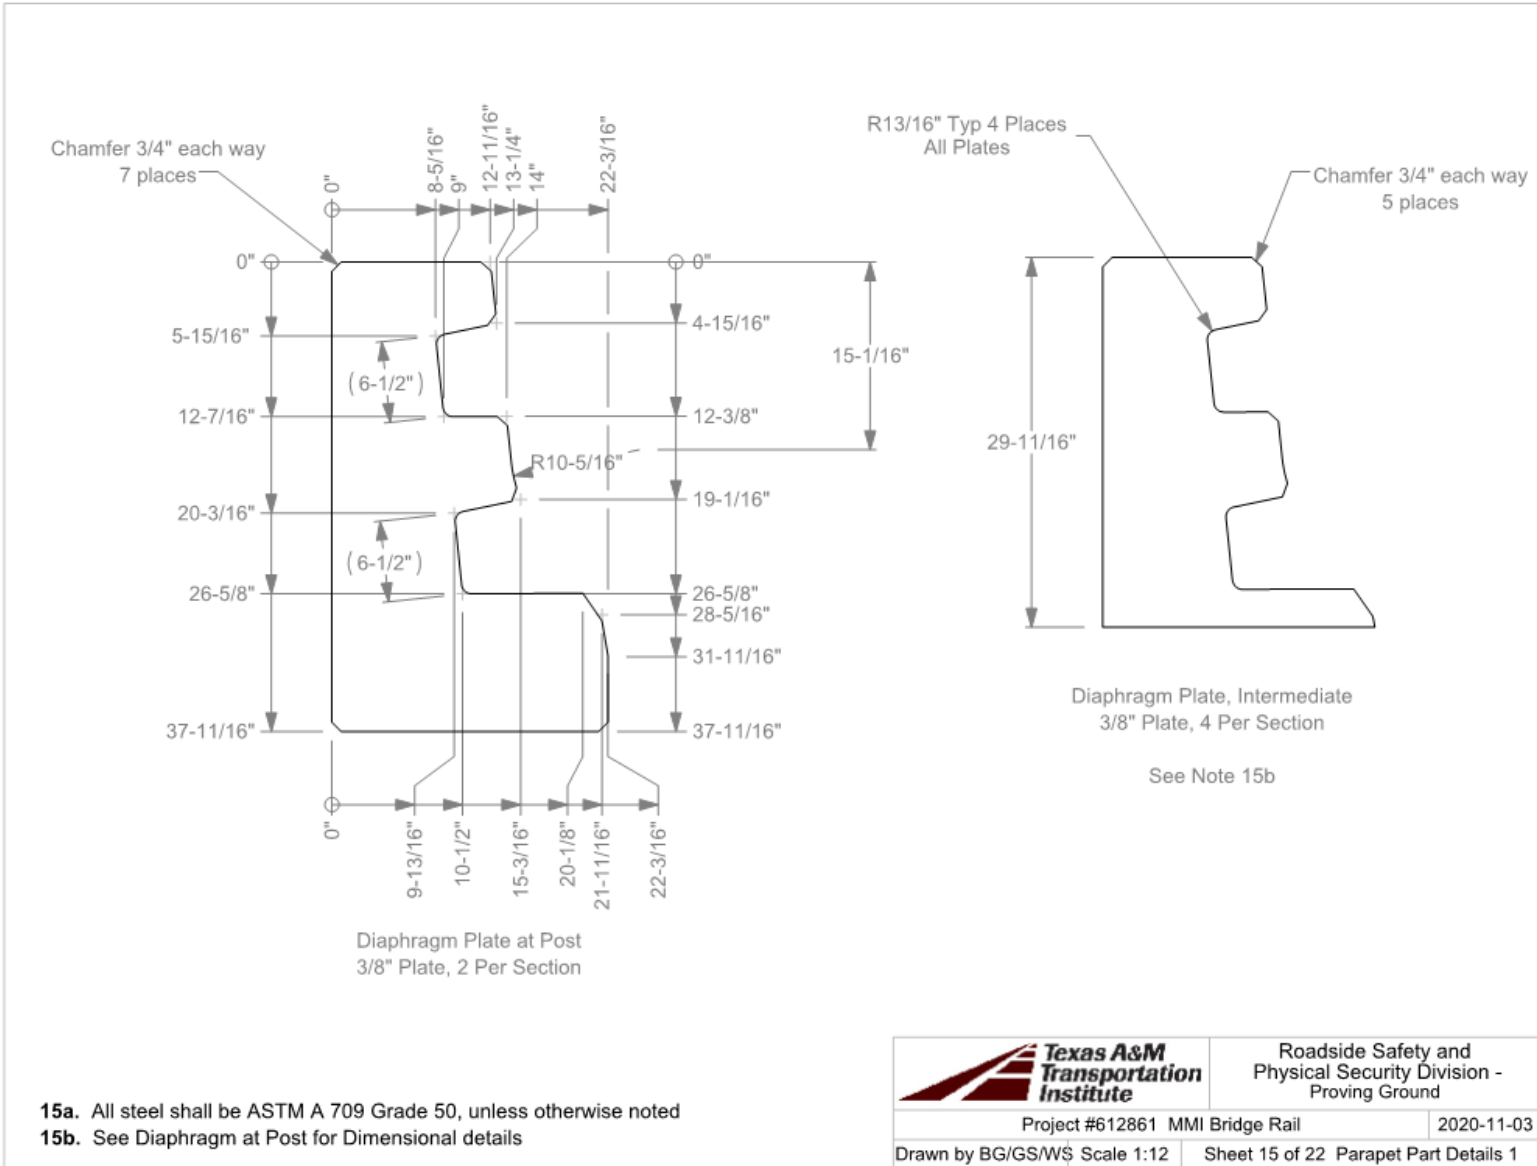 Chamfer 3/4" each way
7 places
0"
8-5/16"
9"
12-11/16"
13-1/4"
14"
22-3/16"
R13/16" Typ 4 Places
All Plates
Chamfer 3/4" each way
5 places
0"
0"
5-15/16"
4-15/16"
15-1/16"
(6-1/2")
12-7/16"
12-3/8"
29-11/16"
R10-5/16"
19-1/16"
20-3/16"
(6-1/2")
26-5/8"
26-5/8"
28-5/16"
31-11/16"
37-11/16"
37-11/16"
0"
9-13/16"
10-1/2"
15-3/16"
20-1/8"
21-11/16"
22-3/16"
Diaphragm Plate, Intermediate
3/8" Plate, 4 Per Section
See Note 15b
Diaphragm Plate at Post
3/8" Plate, 2 Per Section
15a. All steel shall be ASTM A 709 Grade 50, unless otherwise noted
15b. See Diaphragm at Post for Dimensional details
Texas A&M
Transportation
Institute
Roadside Safety and
Physical Security Division -
Proving Ground
Project #612861 MMI Bridge Rail
2020-11-03
Drawn by BG/GS/WS
Scale 1:12
Sheet 15 of 22 Parapet Part Details 1